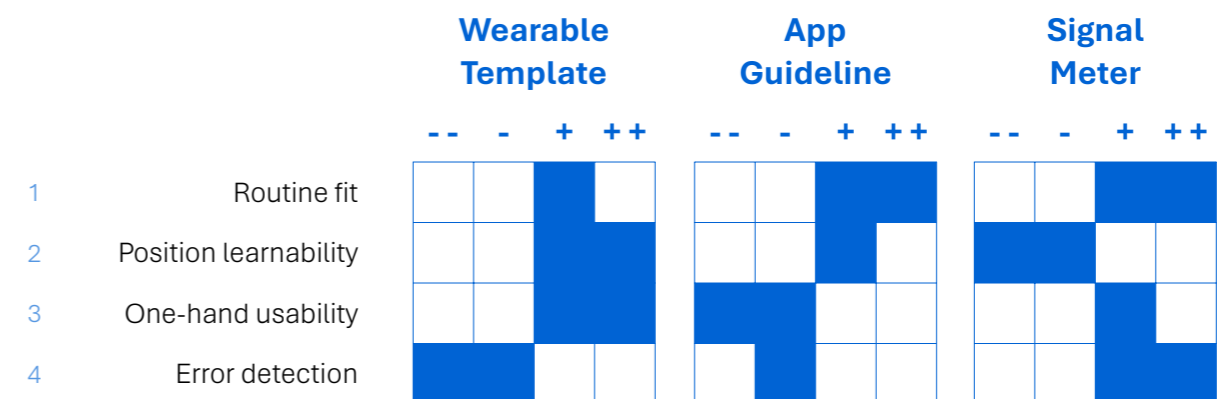 Wearable App Signal
Template Guideline Meter
-- - + ++ -- - + ++ -- - + ++
1 Routine fit
2 Position learnability
3 One-hand usability
4 Error detection